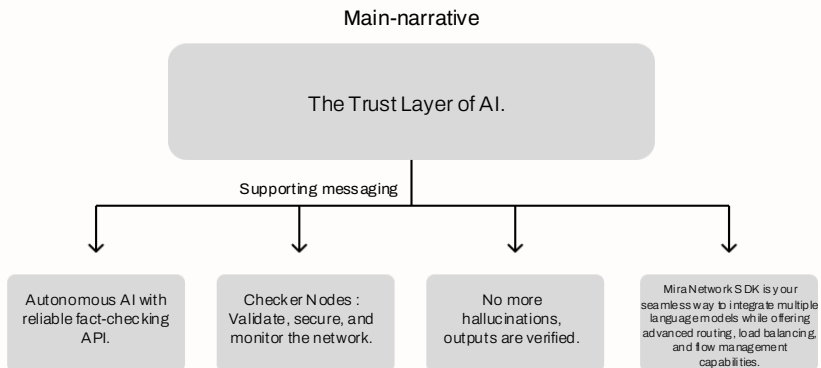 Main-narrative
The Trust Layer of AI.
Supporting messaging
Autonomous AI with
reliable fact-checking
API.
Checker Nodes :
Validate, secure, and
monitor the network.
No more
hallucinations,
outputs are verified.
Mira Network SDK is your
seamless way to integrate multiple
language models while offering
advanced routing, load balancing,
and flow management
capabilities.